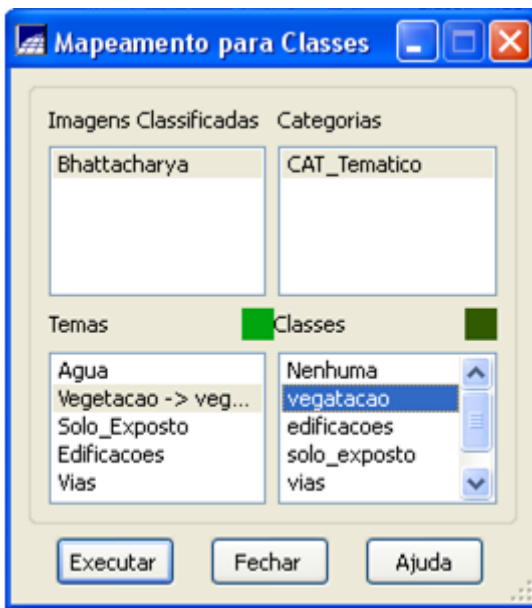 Mapeamento para Classes
Imagens Classificadas Categorias
Bhattacharya
CAT_Tematico
Temas
Classes
Agua
Vegetacao -> veg...
Solo_Exposto
Edificacoes
Vias
Nenhuma
vegatacao
edificacoes
solo_exposto
vias
Executar
Fechar
Ajuda